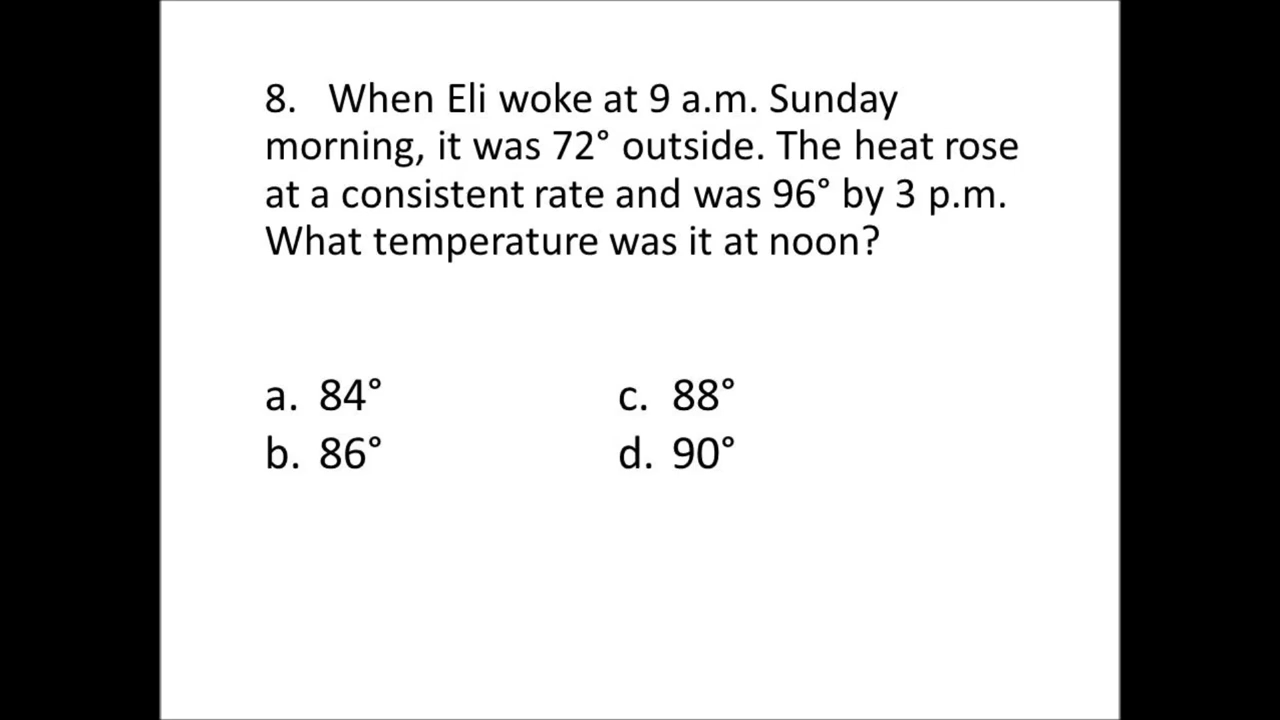 8. When Eli woke at 9 a.m. Sunday
morning, it was 72° outside. The heat rose
at a consistent rate and was 96° by 3 p.m.
What temperature was it at noon?
a. 84° c. 88°
b. 86° d. 90°